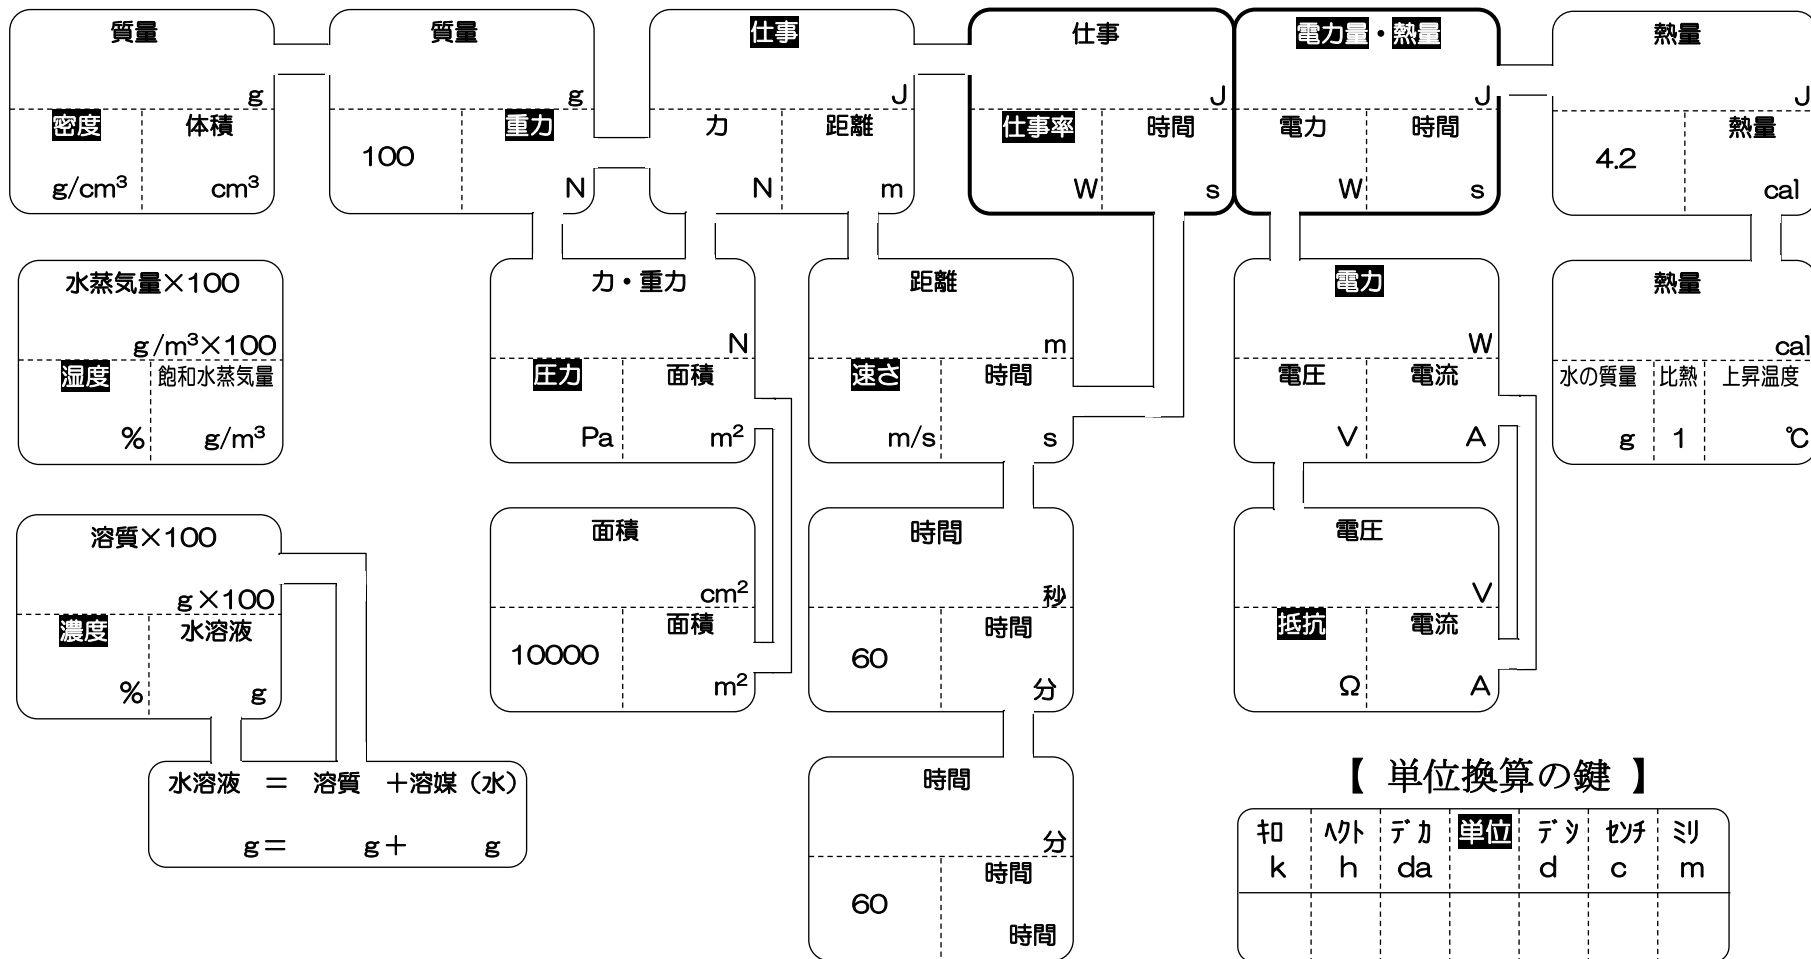 質量
g
密度 体積
g/cm³ cm³
質量
g
100 重力
N
仕事
J
力 距離
N m
仕事
J
仕事率 時間
W s
電力量・熱量
J
電力 時間
W s
熱量
J
4.2 熱量
cal
水蒸気量×100
g/m³×100
湿度 飽和水蒸気量
% g/m³
力・重力
N
圧力 面積
Pa m²
距離
m
速さ 時間
m/s s
電力
W
電圧 電流
V A
熱量
cal
水の質量 比熱 上昇温度
g 1 ℃
溶質×100
g×100
濃度 水溶液
% g
面積
cm²
10000 面積
m²
時間
秒
60 時間
分
電圧
V
抵抗 電流
Ω A
水溶液 = 溶質 +溶媒(水)
g= g+ g
時間
分
60 時間
時間
【 単位換算の鍵 】
キロ ヘクト デカ 単位 デシ センチ ミリ
k h da d c m